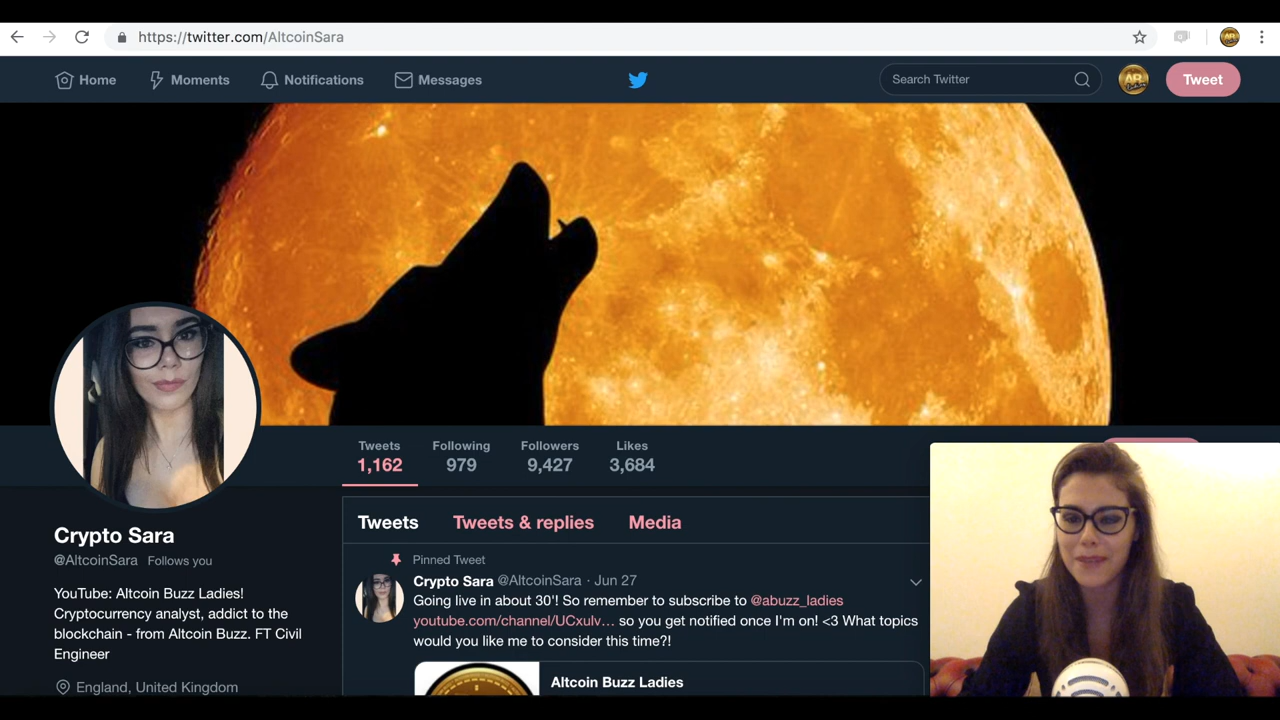 https://twitter.com/AltcoinSara
Home Moments Notifications Messages Search Twitter Tweet
Tweets Following Followers Likes
1,162 979 9,427 3,684
Crypto Sara
@AltcoinSara Follows you
YouTube: Altcoin Buzz Ladies!
Cryptocurrency analyst, addict to the
blockchain - from Altcoin Buzz. FT Civil
Engineer
England, United Kingdom
Tweets Tweets & replies Media
Pinned Tweet
Crypto Sara @AltcoinSara · Jun 27
Going live in about 30'! So remember to subscribe to @abuzz_ladies
youtube.com/channel/UCxulv... so you get notified once I'm on! <3 What topics
would you like me to consider this time?!
Altcoin Buzz Ladies